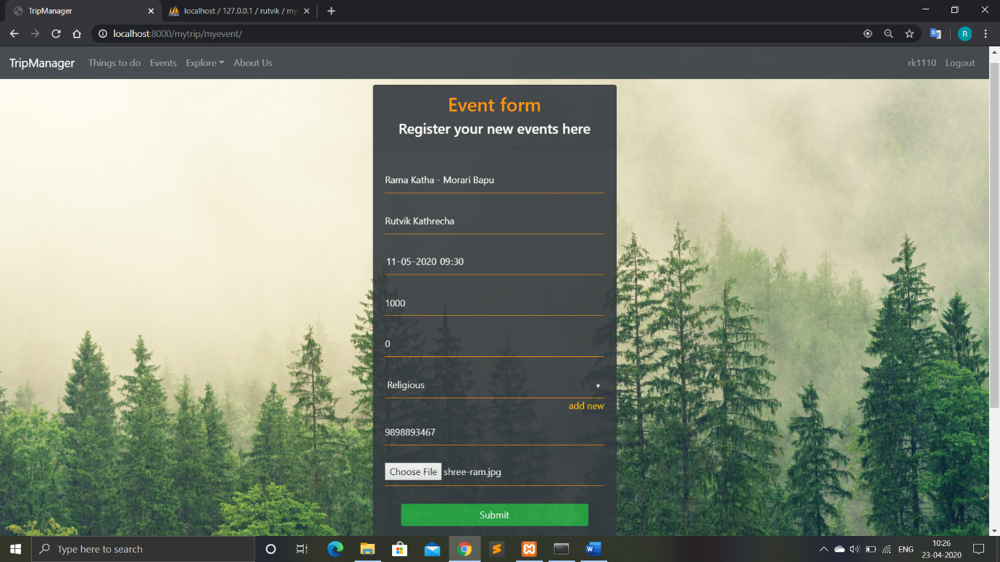 TripManager
localhost / 127.0.0.1 / rutvik / my
localhost:8000/mytrip/myevent/
R
TripManager Things to do Events Explore About Us rk1110 Logout
Event form
Register your new events here
Rama Katha - Morari Bapu
Rutvik Kathrecha
11-05-2020 09:30
1000
0
Religious
add new
9898893467
Choose File shree-ram.jpg
Submit
Type here to search
ENG
10:26
23-04-2020